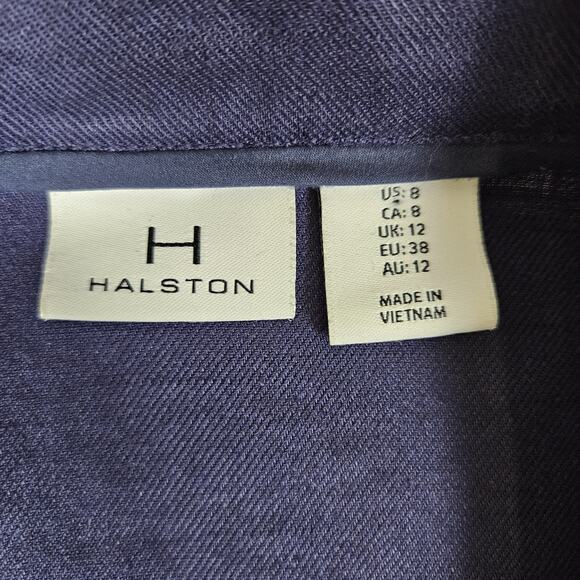 H
HALSTON
US: 8
CA: 8
UK: 12
EU: 38
AU: 12
MADE IN
VIETNAM